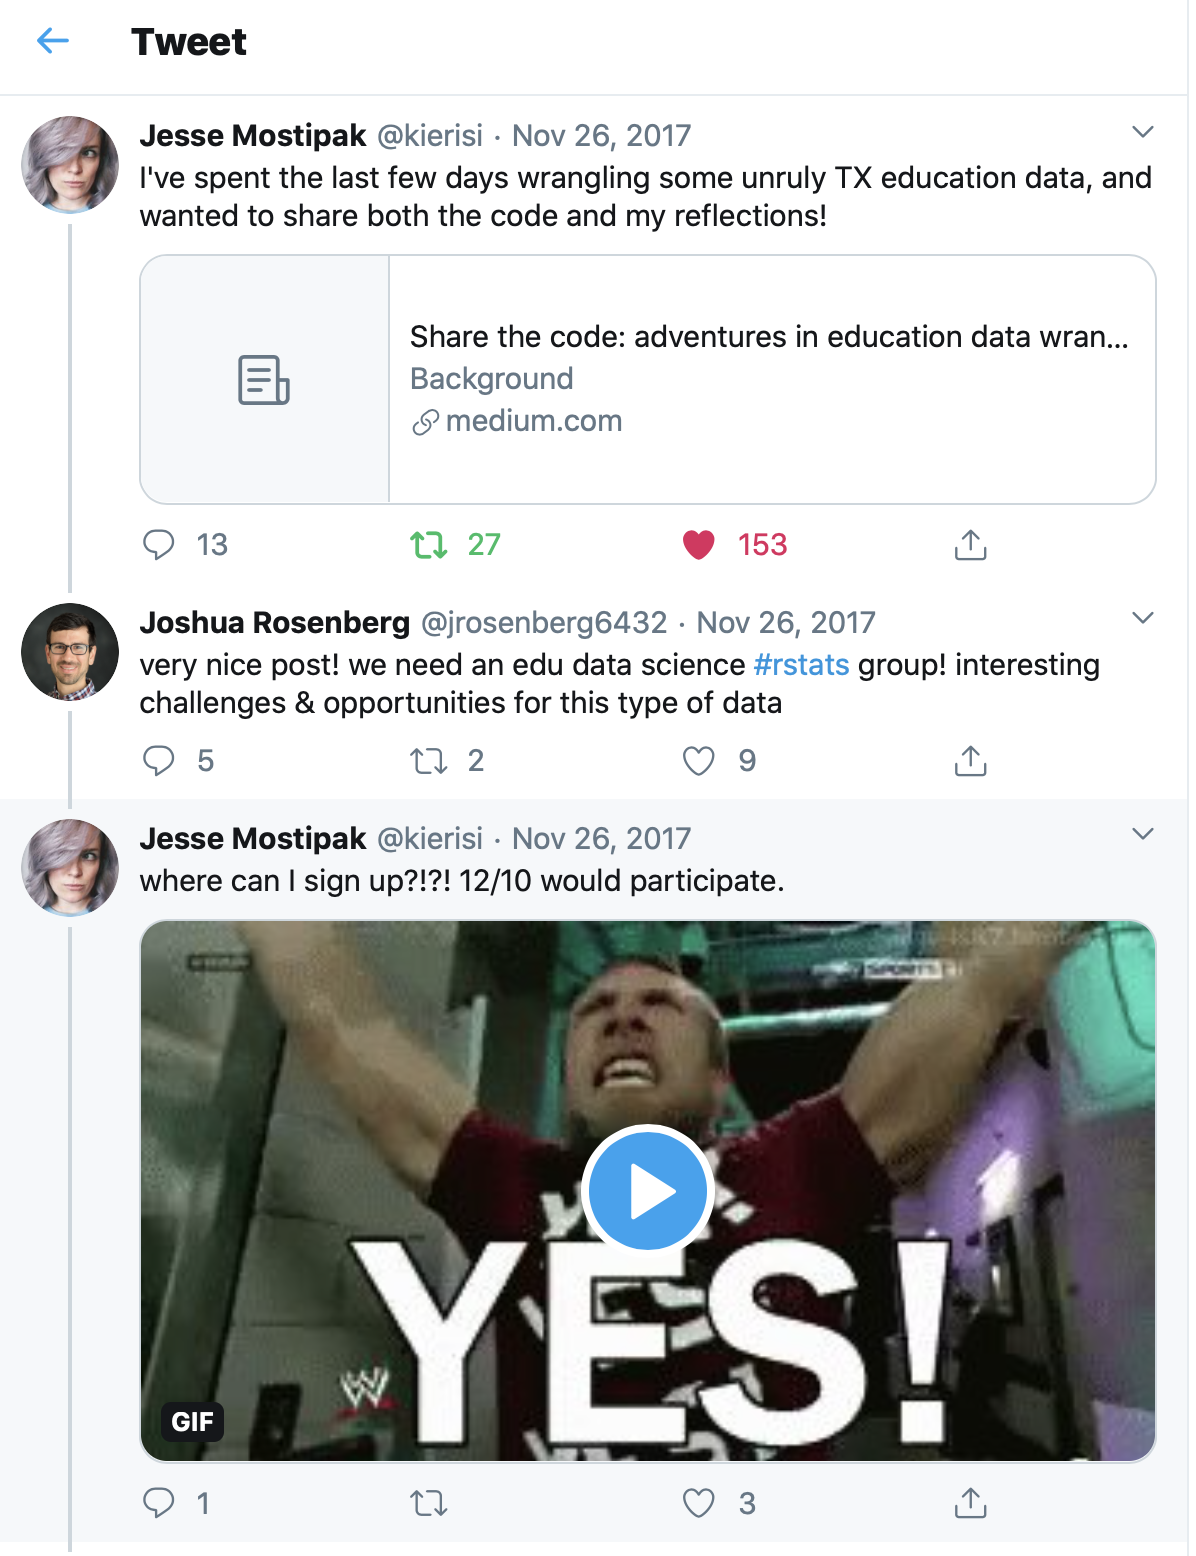 Tweet
Jesse Mostipak @kierisi · Nov 26, 2017
I've spent the last few days wrangling some unruly TX education data, and
wanted to share both the code and my reflections!
Share the code: adventures in education data wran...
Background
medium.com
13 27 153
Joshua Rosenberg @jrosenberg6432 · Nov 26, 2017
very nice post! we need an edu data science #rstats group! interesting
challenges & opportunities for this type of data
5 2 9
Jesse Mostipak @kierisi · Nov 26, 2017
where can I sign up?!?! 12/10 would participate.
SPORTS
YES!
W
GIF
1 3